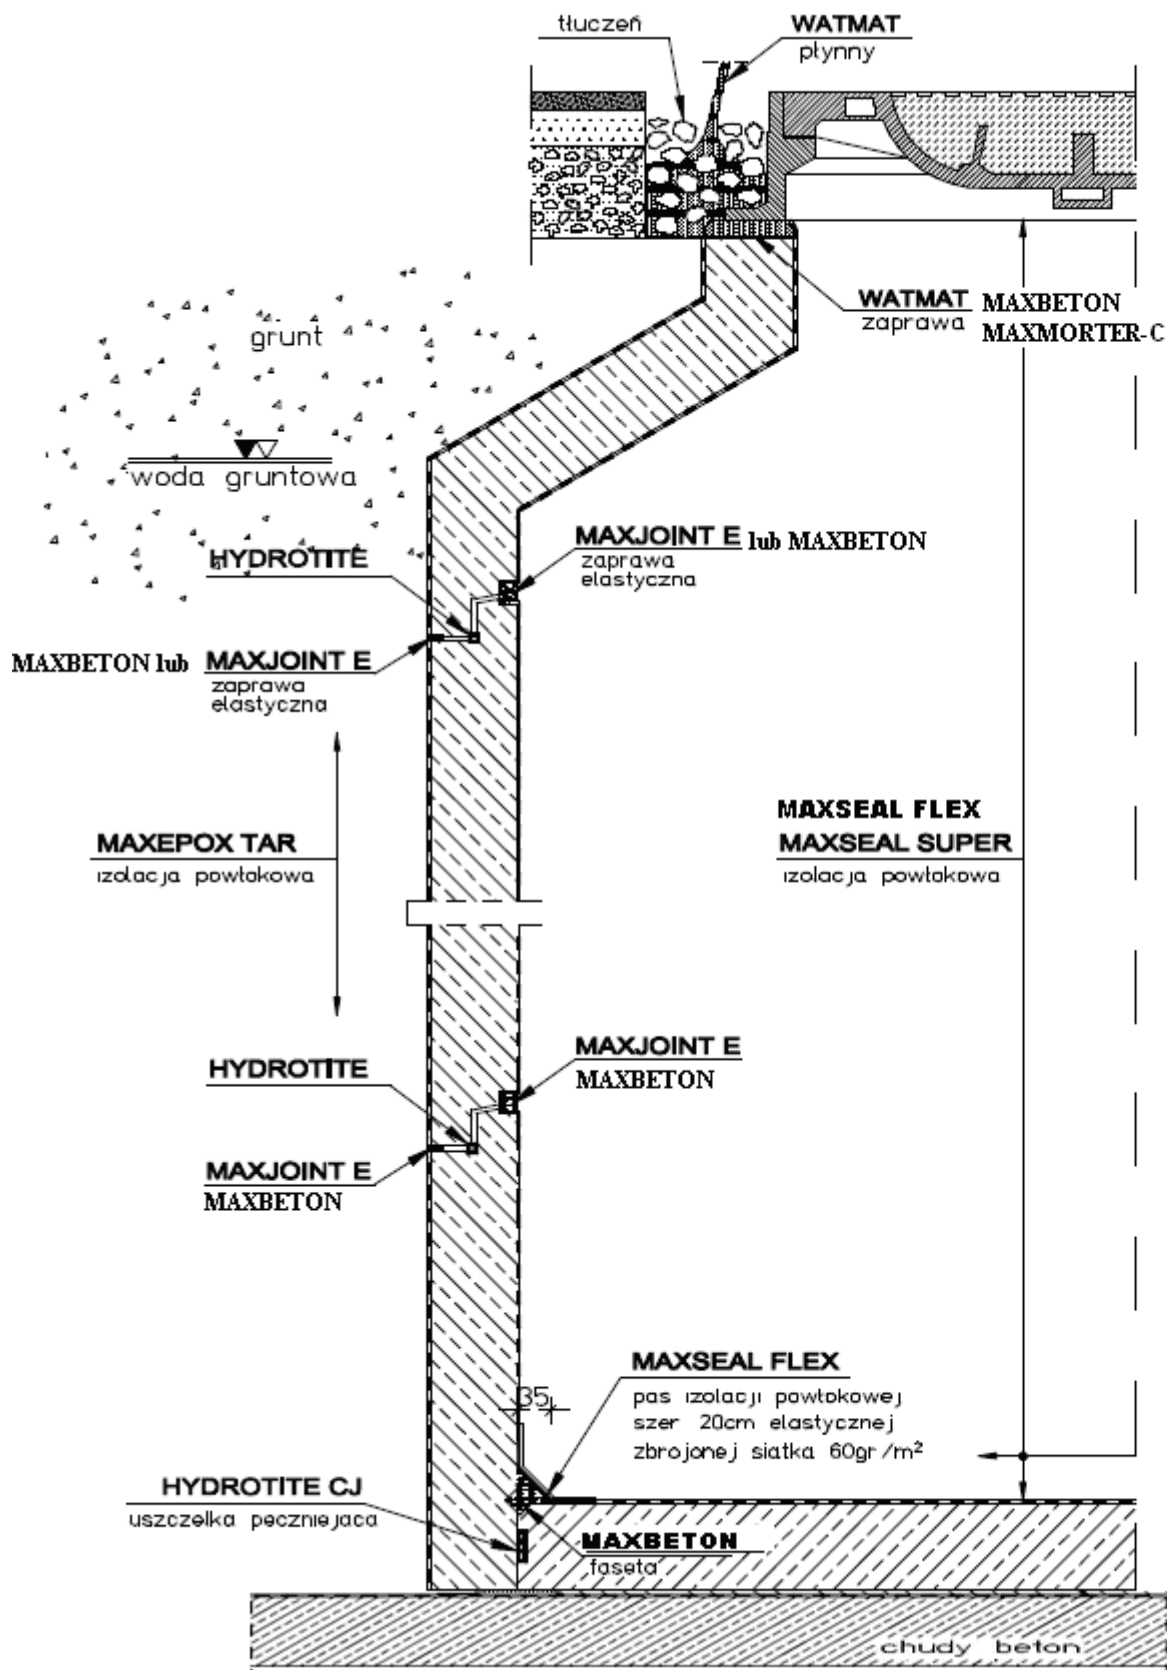 tłuczeń
WATMAT
płynny
WATMAT MAXBETON
zaprawa MAXMORTER-C
grunt
woda gruntowa
HYDROTITE
MAXJOINT E lub MAXBETON
zaprawa
elastyczna
MAXBETON lub MAXJOINT E
zaprawa
elastyczna
MAXEPOX TAR
izolacja powłokowa
MAXSEAL FLEX
MAXSEAL SUPER
izolacja powłokowa
HYDROTITE
MAXJOINT E
MAXBETON
MAXJOINT E
MAXBETON
35
MAXSEAL FLEX
pas izolacji powłokowej
szer 20cm elastycznej
zbrojonej siatka 60gr/m²
HYDROTITE CJ
uszczelka peczniejaca
MAXBETON
faseta
chudy beton